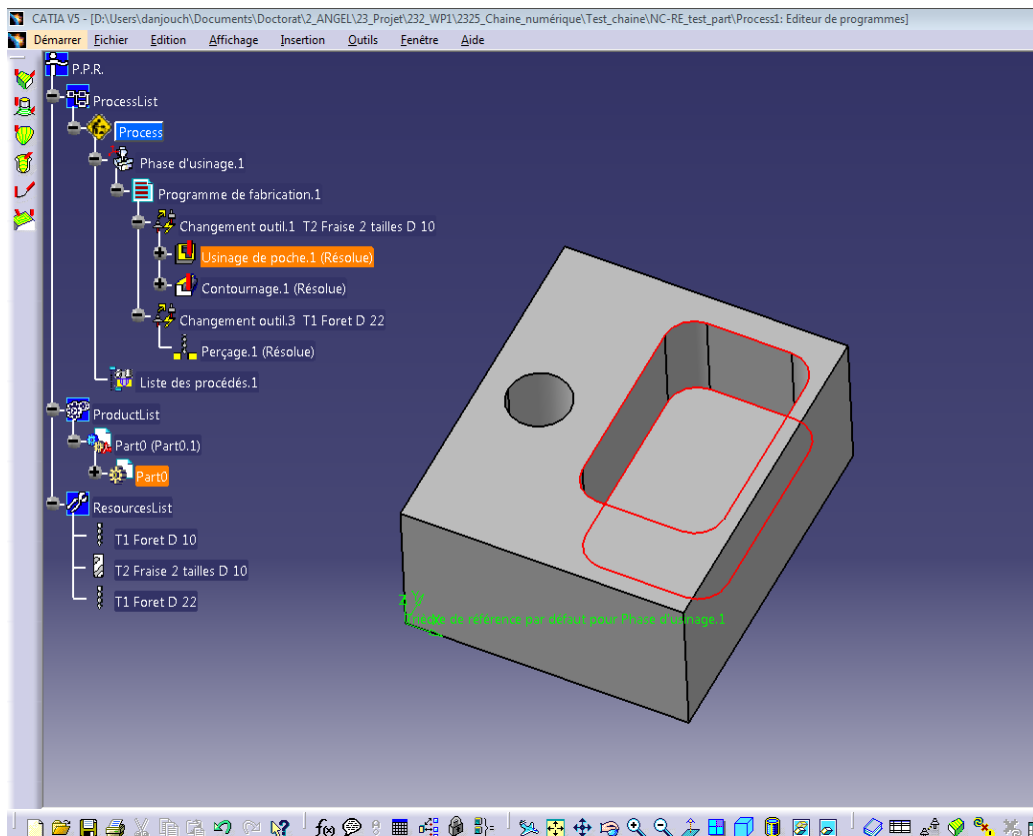 CATIA V5 - [D:\Users\danjouch\Documents\Doctorat\2_ANGEL\23_Projet\232_WP1\2325_Chaine_numérique\Test_chaine\NC-RE_test_part\Process1: Editeur de programmes]
Démarrer Fichier Edition Affichage Insertion Outils Fenêtre Aide
P.P.R.
ProcessList
Process
Phase d'usinage.1
Programme de fabrication.1
Changement outil.1 T2 Fraise 2 tailles D 10
Usinage de poche.1 (Résolue)
Contournage.1 (Résolue)
Changement outil.3 T1 Foret D 22
Perçage.1 (Résolue)
Liste des procédés.1
ProductList
Part0 (Part0.1)
Part0
ResourcesList
T1 Foret D 10
T2 Fraise 2 tailles D 10
T1 Foret D 22
Z Y
X
Trièdre de référence par défaut pour Phase d'usinage.1
f(x)